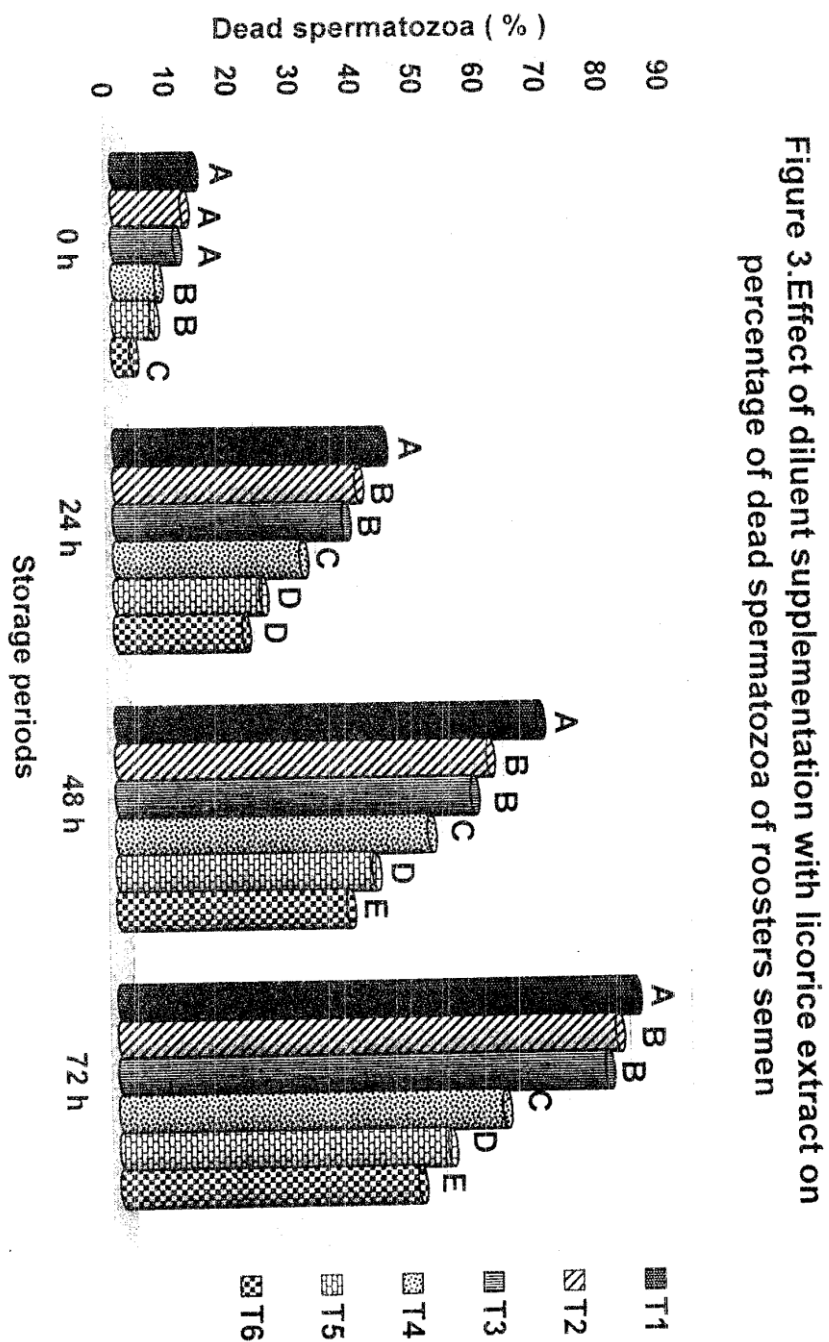 Figure 3.Effect of diluent supplementation with licorice extract on
percentage of dead spermatozoa of roosters semen
Dead spermatozoa ( % )
90
80
70
60
50
40
30
20
10
0
A A A B B C
A B B C D D
A B B C D E
A B B C D E
0 h
24 h
48 h
72 h
Storage periods
T1
T2
T3
T4
T5
T6